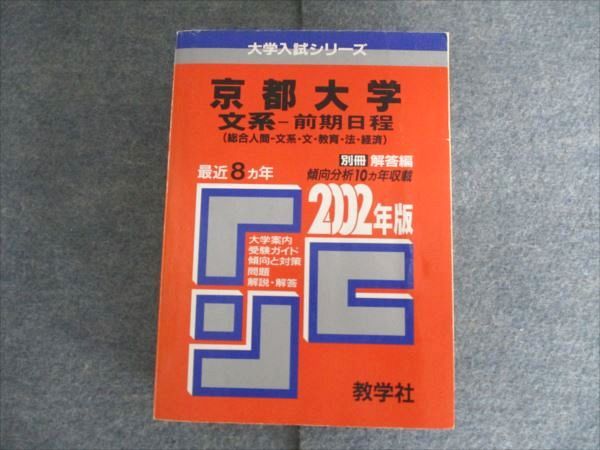 大学入試シリーズ
京都大学
文系-前期日程
(総合人間-文系・文・教育・法・経済)
別冊 解答編
最近8ヵ年
傾向分析10ヵ年収載
2002年版
大学案内
受験ガイド
傾向と対策
問題
解説・解答
教学社